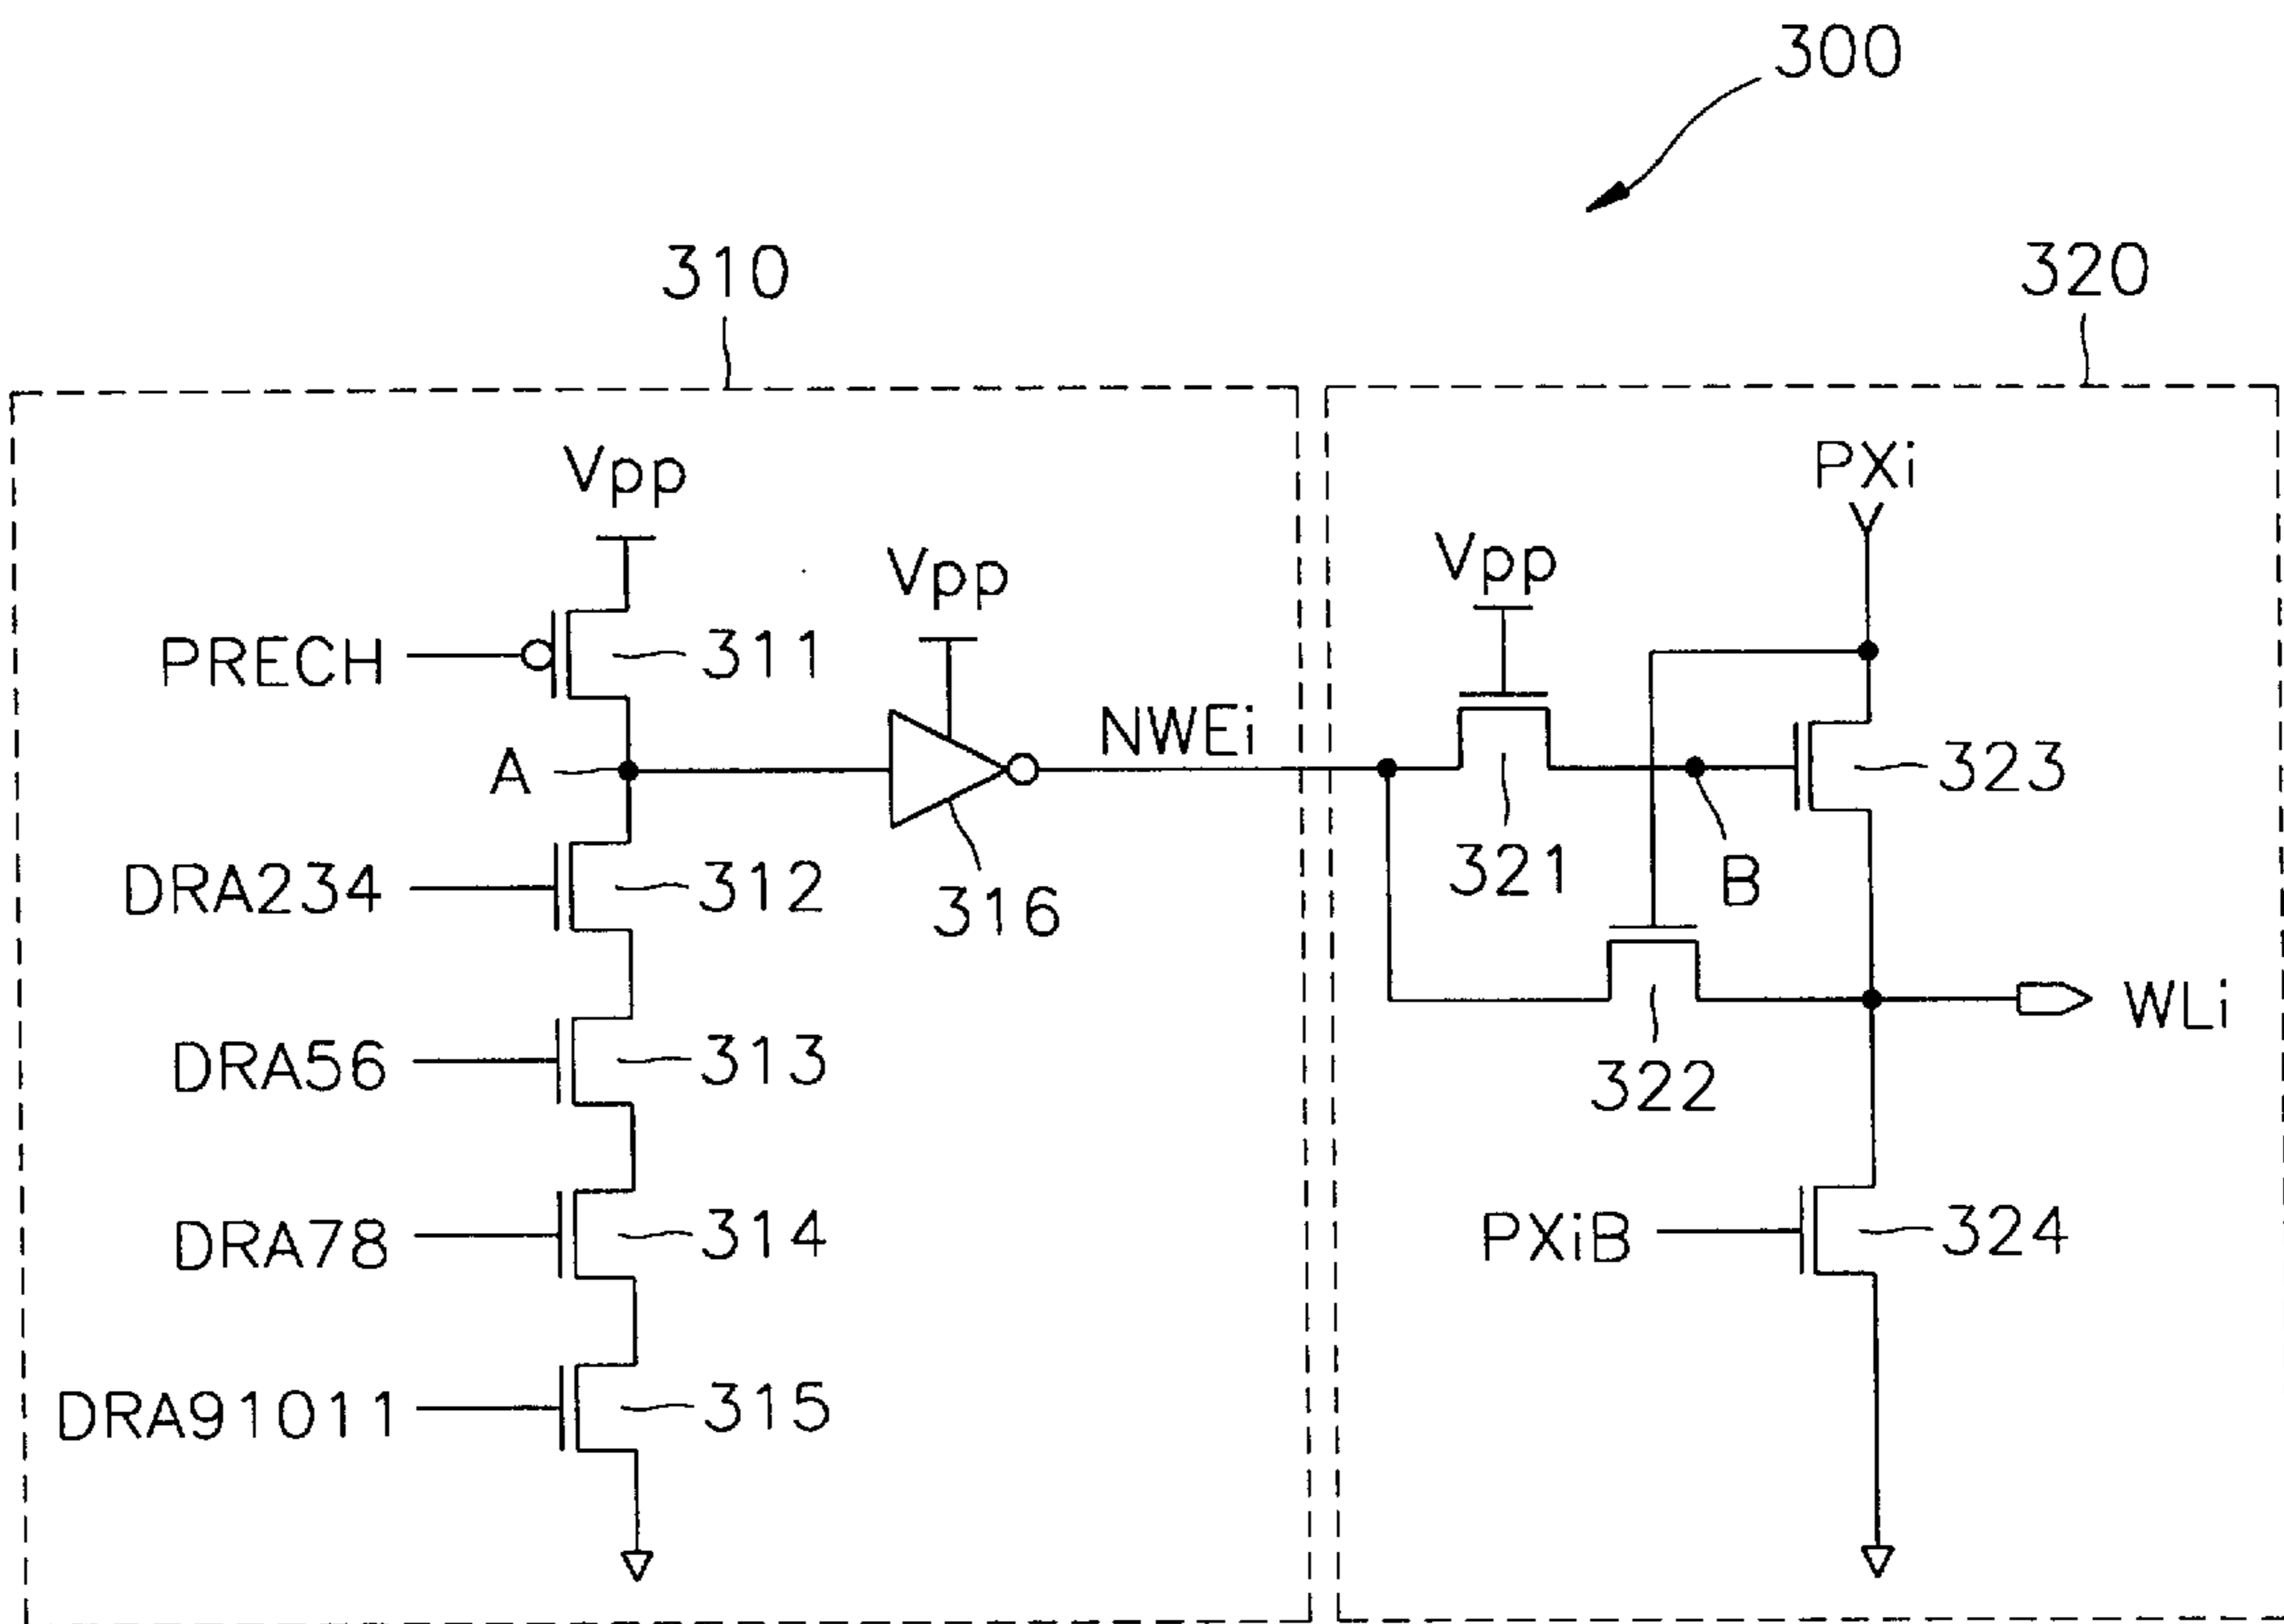 300
310
320
Vpp
PXi
Vpp
Vpp
PRECH
311
NWEi
A
323
DRA234
312
316
321
B
WLi
DRA56
313
322
DRA78
314
PXiB
324
DRA91011
315